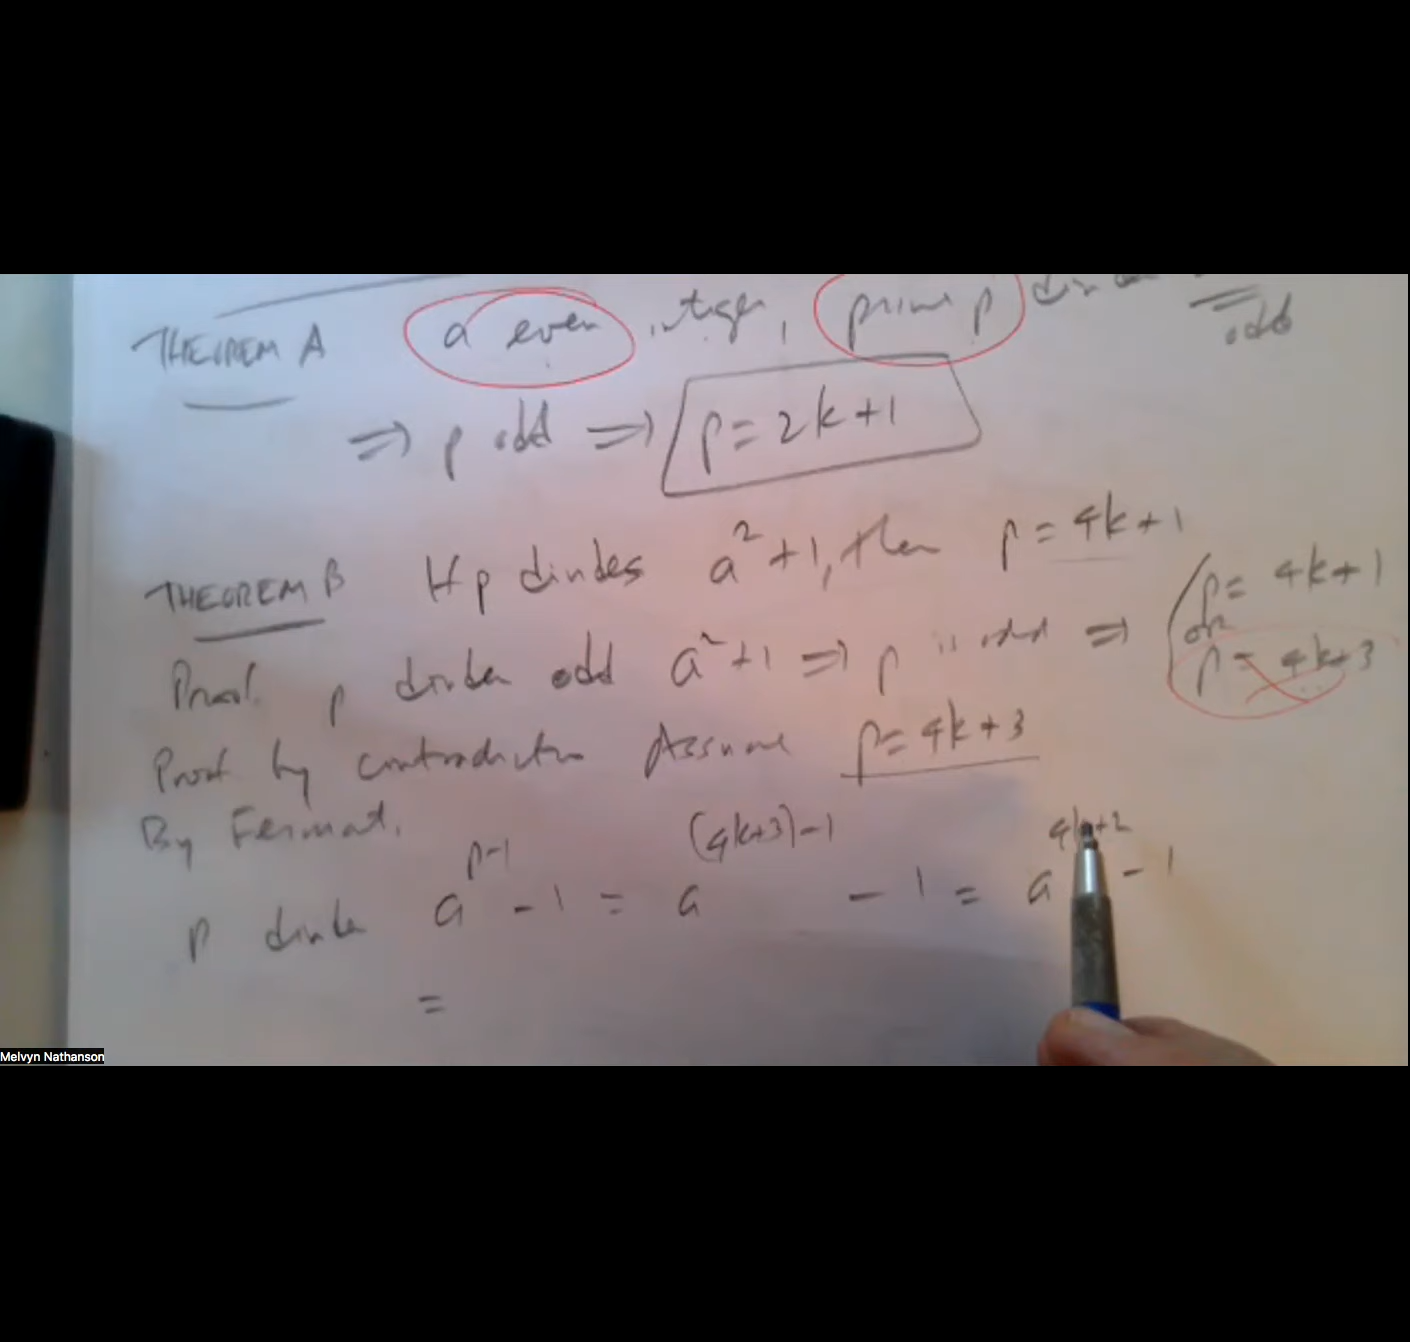 THEOREM A a even integer, prime p
odd
⇒ p odd ⇒ p = 2k+1
THEOREM B If p divides a²+1, then p = 4k+1
Proof. p divides odd a²+1 ⇒ p is odd ⇒ p = 4k+1
or
p = 4k+3
Proof by contradiction Assume p = 4k+3
By Fermat,
p divides a^(p-1) - 1 = a^((4k+3)-1) - 1 = a^(4k+2) - 1
=
Melvyn Nathanson